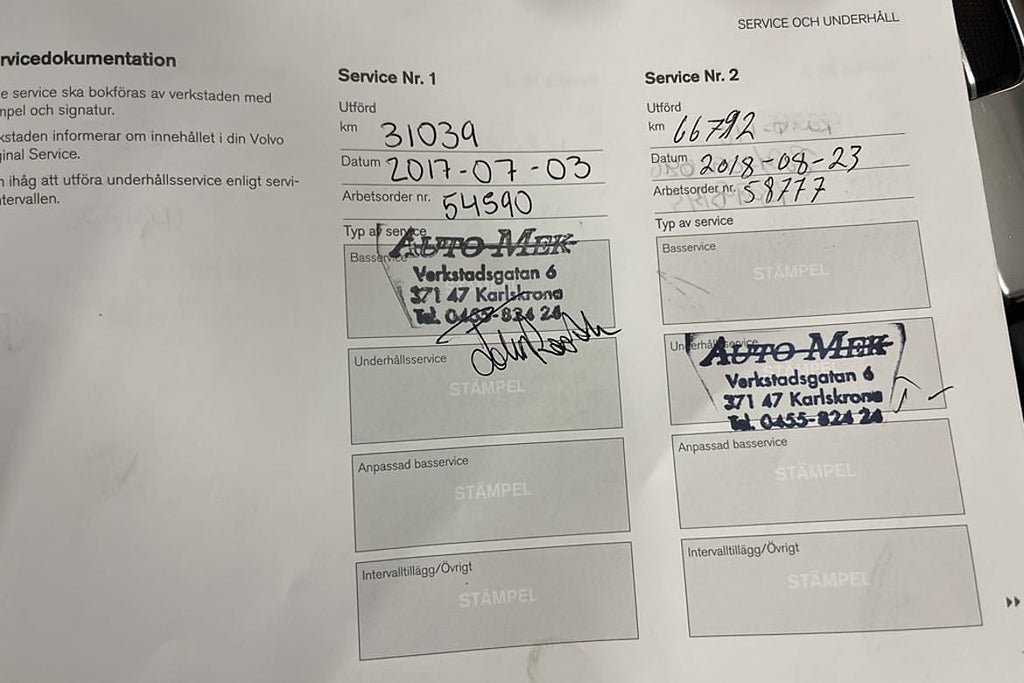 SERVICE OCH UNDERHÅLL
rvicedokumentation
e service ska bokföras av verkstaden med
mpel och signatur.
kstaden informerar om innehållet i din Volvo
ginal Service.
n ihåg att utföra underhållsservice enligt servi-
ntervallen.
Service Nr. 1
Utförd
km 31039
Datum 2017-07-03
Arbetsorder nr. 54590
Typ av service
Basservice
AUTO MEK
Verkstadsgatan 6
371 47 Karlskrona
Tel. 0455-824 24
Underhållsservice
STÄMPEL
Anpassad basservice
STÄMPEL
Intervalltillägg/Övrigt
STÄMPEL
Service Nr. 2
Utförd
km 66792
Datum 2018-08-23
Arbetsorder nr. 58777
Typ av service
Basservice
STÄMPEL
Underhållsservice
AUTO MEK
Verkstadsgatan 6
371 47 Karlskrona
Tel. 0455-824 24
Anpassad basservice
STÄMPEL
Intervalltillägg/Övrigt
STÄMPEL